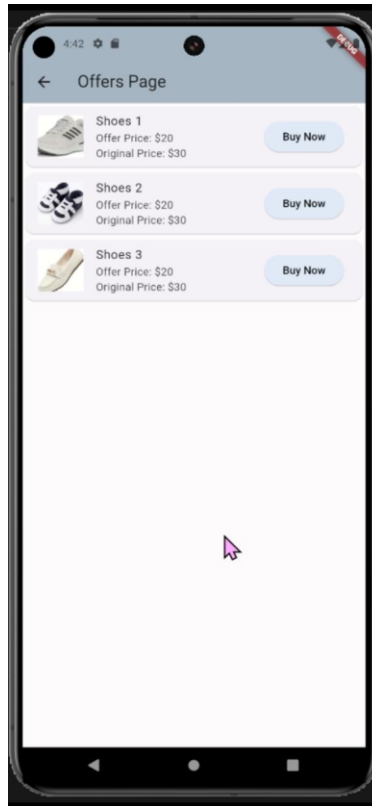 4:42
DEBUG
Offers Page
Shoes 1
Offer Price: $20
Original Price: $30
Buy Now
Shoes 2
Offer Price: $20
Original Price: $30
Buy Now
Shoes 3
Offer Price: $20
Original Price: $30
Buy Now